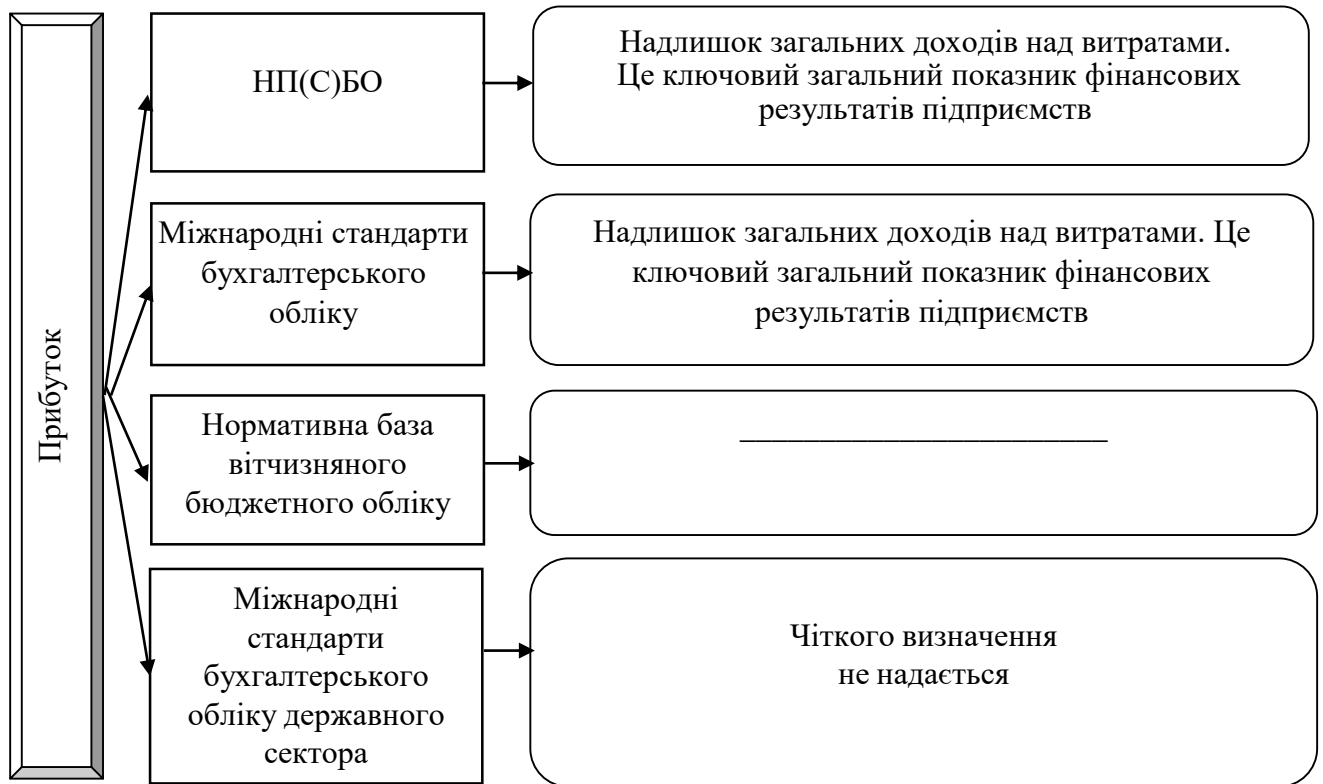 Прибуток
НП(С)БО
Надлишок загальних доходів над витратами.
Це ключовий загальний показник фінансових
результатів підприємств
Міжнародні стандарти
бухгалтерського
обліку
Надлишок загальних доходів над витратами. Це
ключовий загальний показник фінансових
результатів підприємств
Нормативна база
вітчизняного
бюджетного обліку
_______________________
Міжнародні
стандарти
бухгалтерського
обліку державного
сектора
Чіткого визначення
не надається